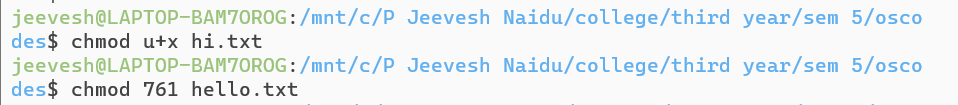 jeevesh@LAPTOP-BAM7OROG:/mnt/c/P Jeevesh Naidu/college/third year/sem 5/osco
des$ chmod u+x hi.txt
jeevesh@LAPTOP-BAM7OROG:/mnt/c/P Jeevesh Naidu/college/third year/sem 5/osco
des$ chmod 761 hello.txt